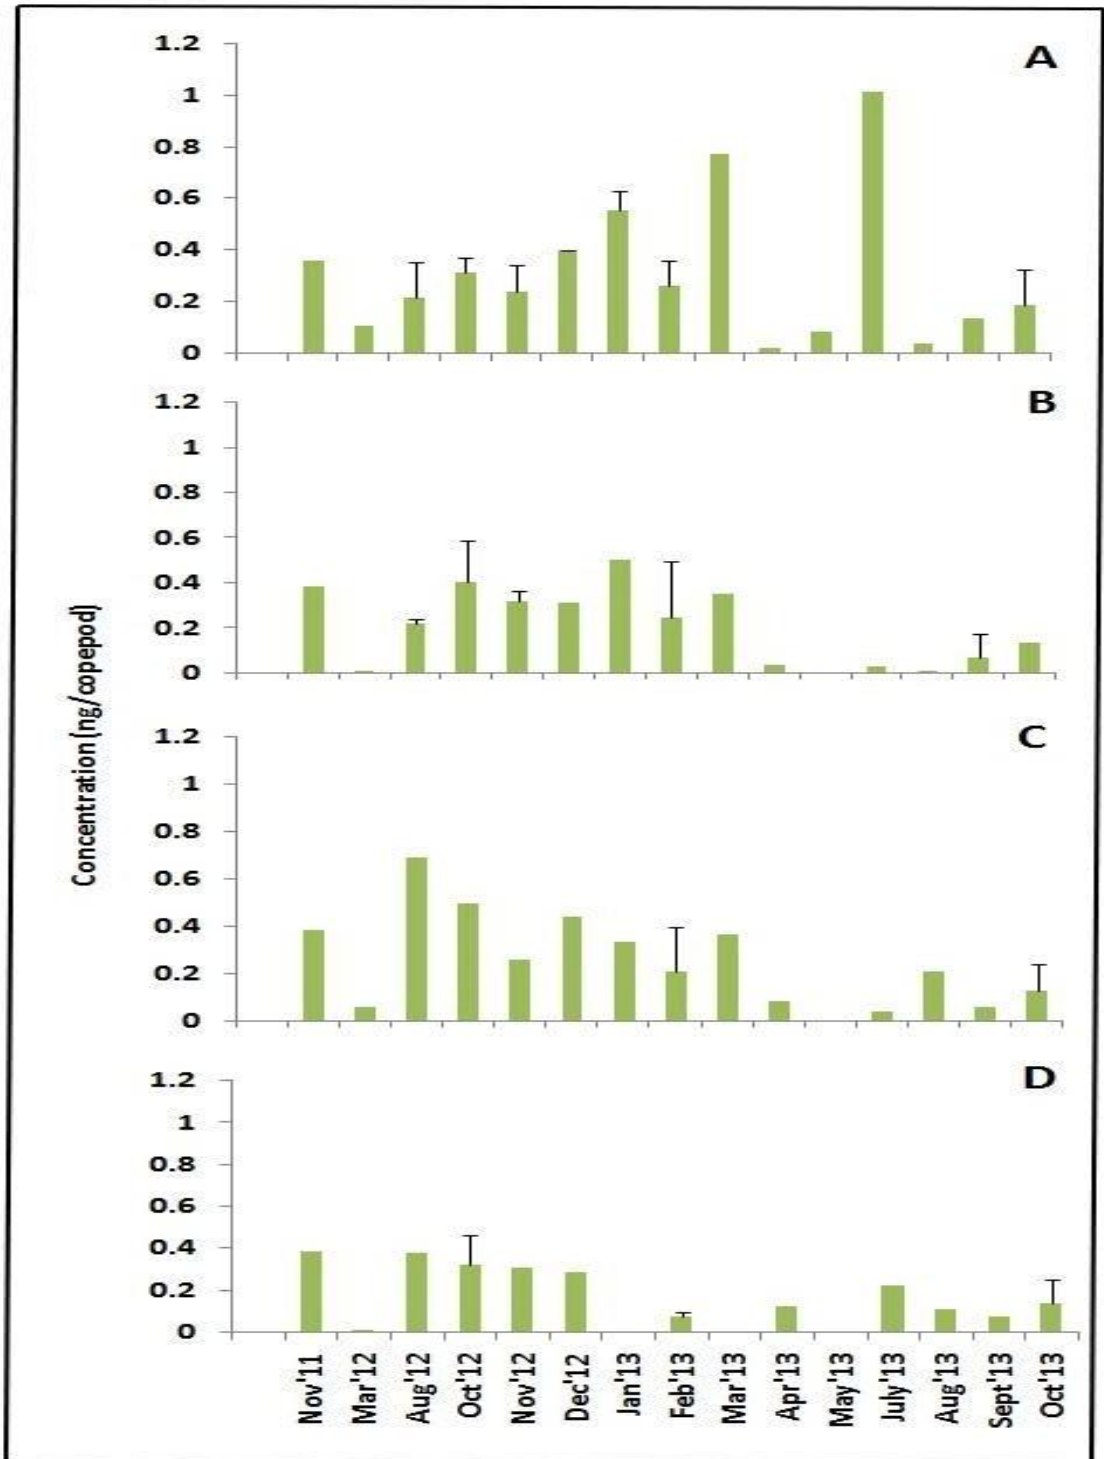 A
1.2
1
0.8
0.6
0.4
0.2
0
B
1.2
1
0.8
0.6
0.4
0.2
0
Concentration (ng/copepod)
C
1.2
1
0.8
0.6
0.4
0.2
0
D
1.2
1
0.8
0.6
0.4
0.2
0
Nov'11
Mar'12
Aug'12
Oct'12
Nov'12
Dec'12
Jan'13
Feb'13
Mar'13
Apr'13
May'13
July'13
Aug'13
Sept'13
Oct'13